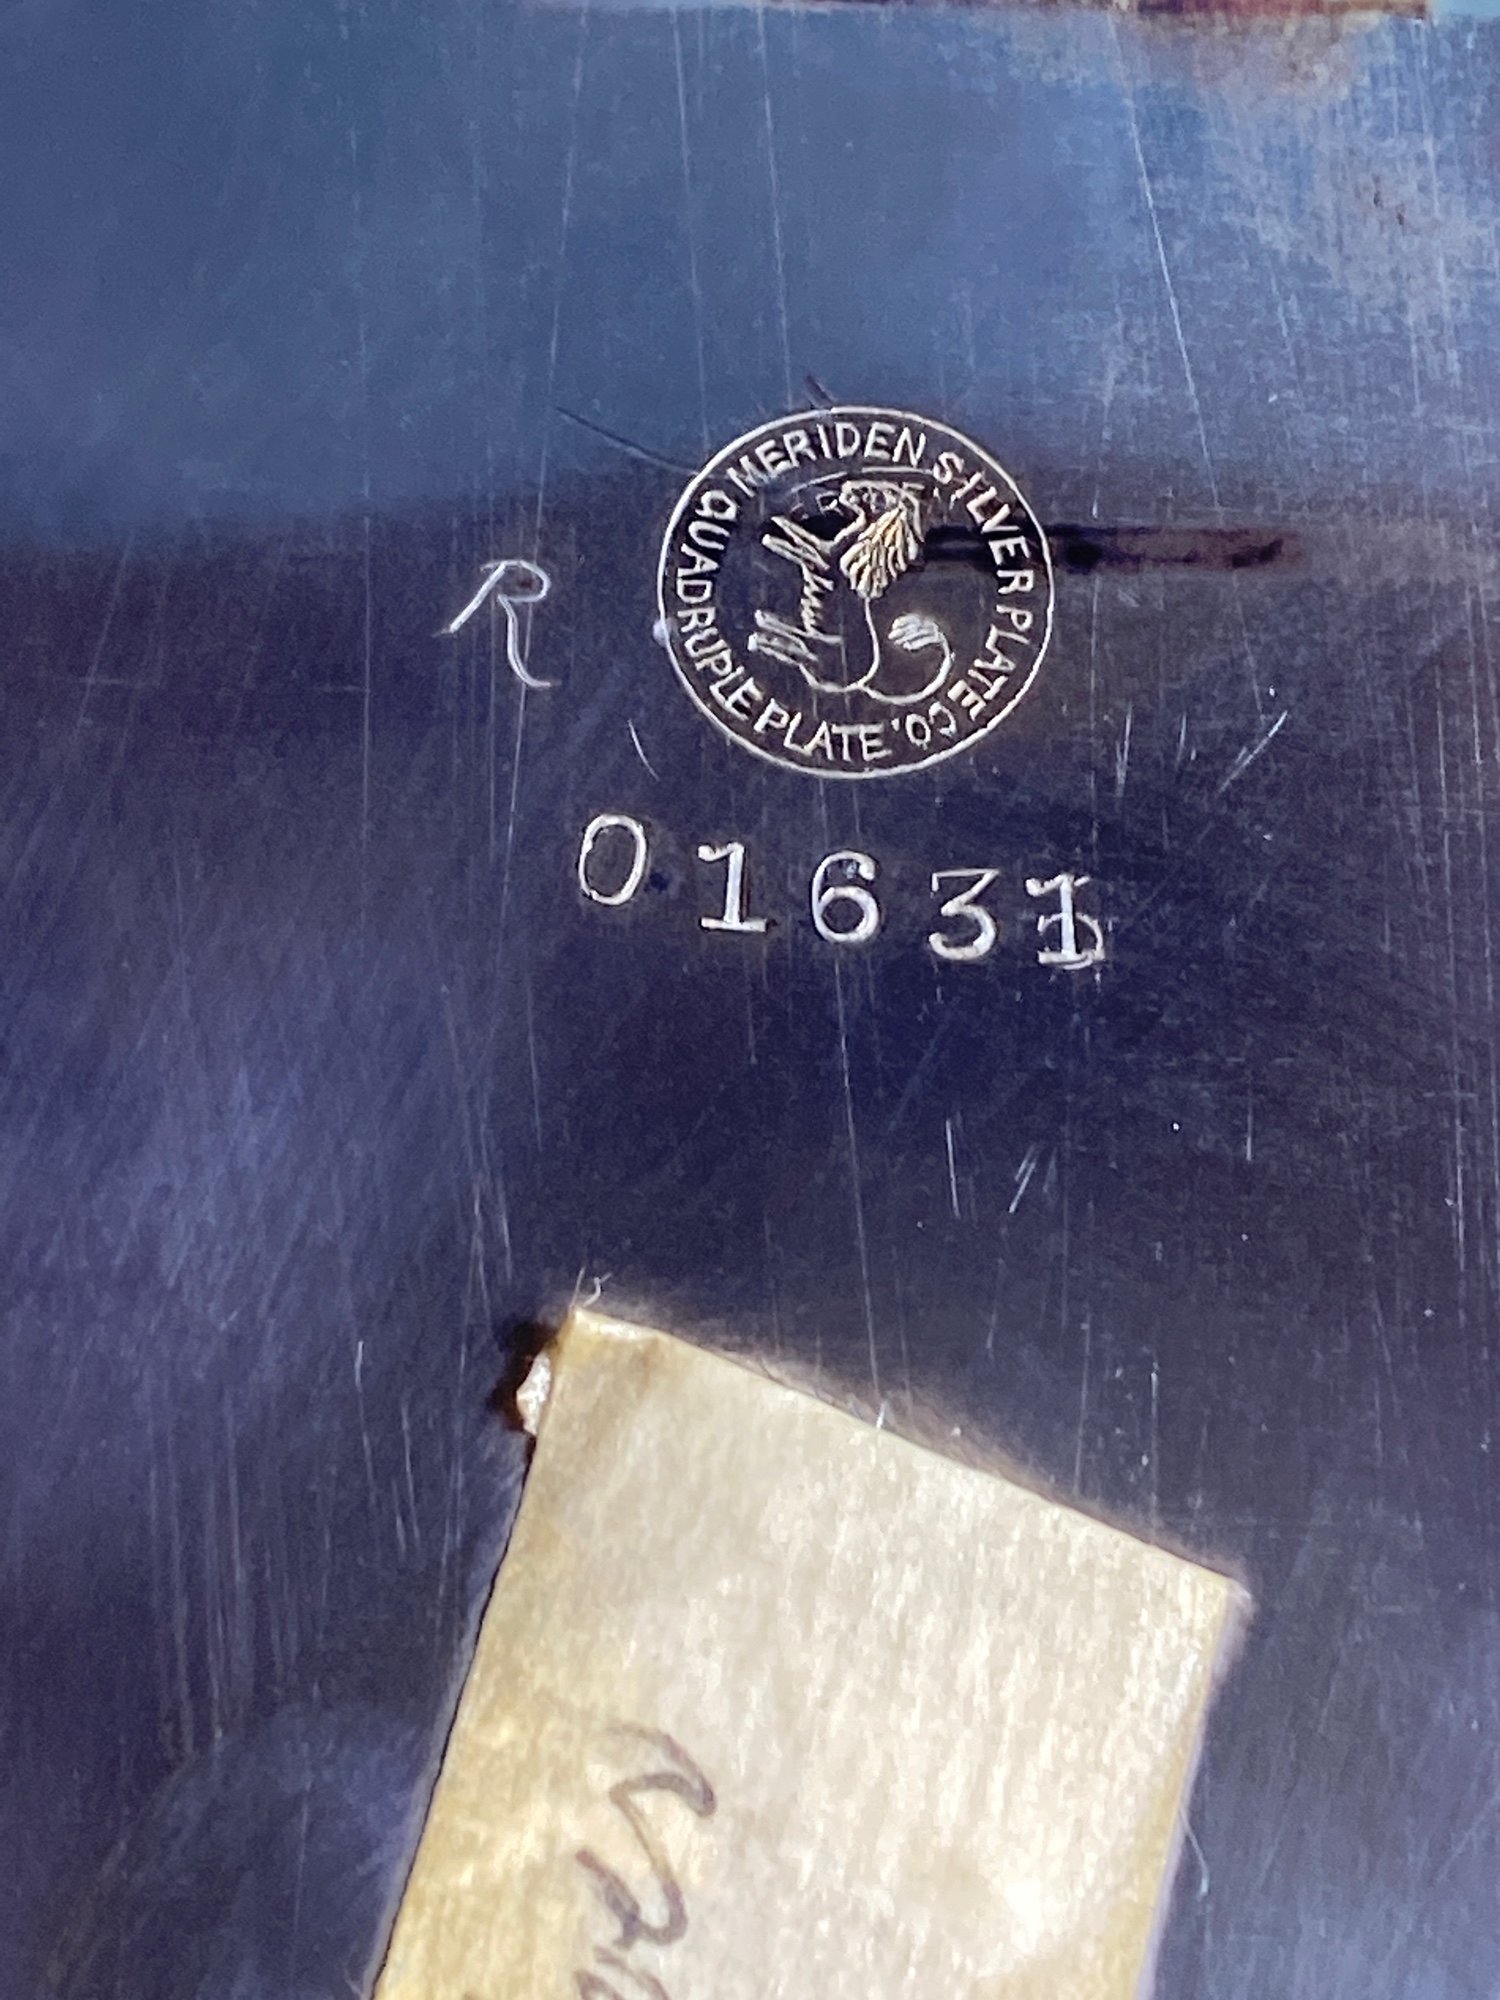 MERIDEN SILVER PLATE CO.
QUADRUPLE PLATE
R
01631